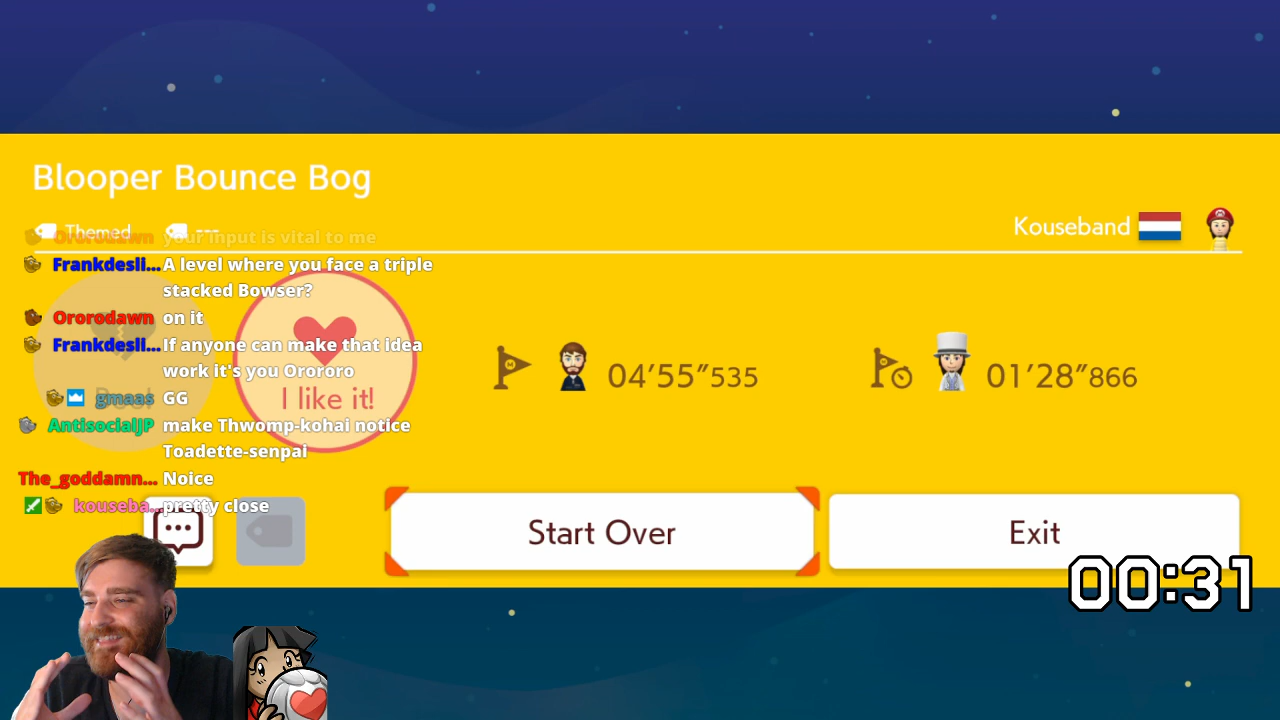 Blooper Bounce Bog
Themed ---
Kouseband
Ororodawn your input is vital to me
Frankdesli... A level where you face a triple
stacked Bowser?
Ororodawn on it
Frankdesli... If anyone can make that idea
work it's you Orororo
gmaas GG
AntisocialJP make Thwomp-kohai notice
Toadette-senpai
The_goddamn... Noice
kouseba... pretty close
Boo!
I like it!
M
04'55"535
M
01'28"866
Start Over
Exit
00:31